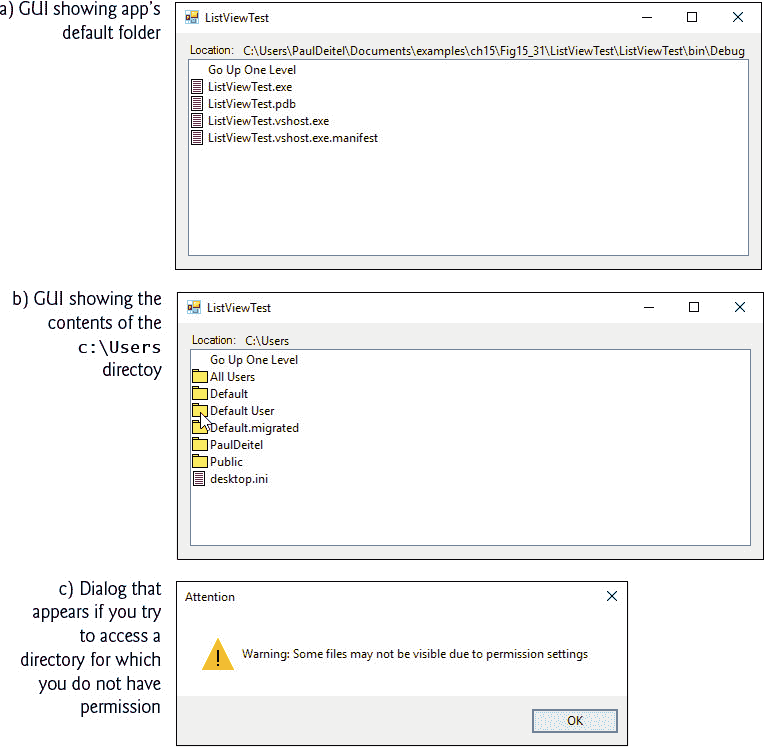 a) GUI showing app's
default folder
ListViewTest
Location: C:\Users\PaulDeitel\Documents\examples\ch15\Fig15_31\ListViewTest\ListViewTest\bin\Debug
Go Up One Level
ListViewTest.exe
ListViewTest.pdb
ListViewTest.vshost.exe
ListViewTest.vshost.exe.manifest
b) GUI showing the
contents of the
c:\Users
directoy
ListViewTest
Location: C:\Users
Go Up One Level
All Users
Default
Default User
Default.migrated
PaulDeitel
Public
desktop.ini
c) Dialog that
appears if you try
to access a
directory for which
you do not have
permission
Attention
Warning: Some files may not be visible due to permission settings
OK